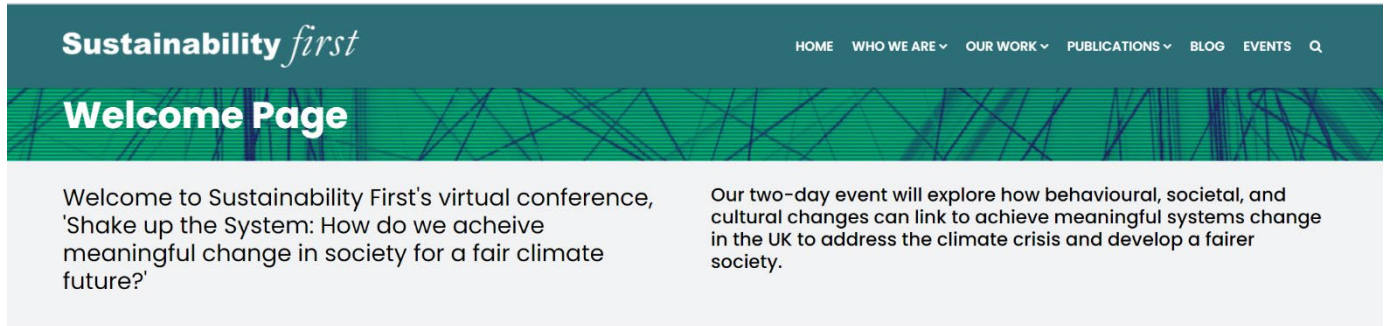 Sustainability first
HOME WHO WE ARE OUR WORK PUBLICATIONS BLOG EVENTS
Welcome Page
Welcome to Sustainability First's virtual conference,
'Shake up the System: How do we acheive
meaningful change in society for a fair climate
future?'
Our two-day event will explore how behavioural, societal, and
cultural changes can link to achieve meaningful systems change
in the UK to address the climate crisis and develop a fairer
society.